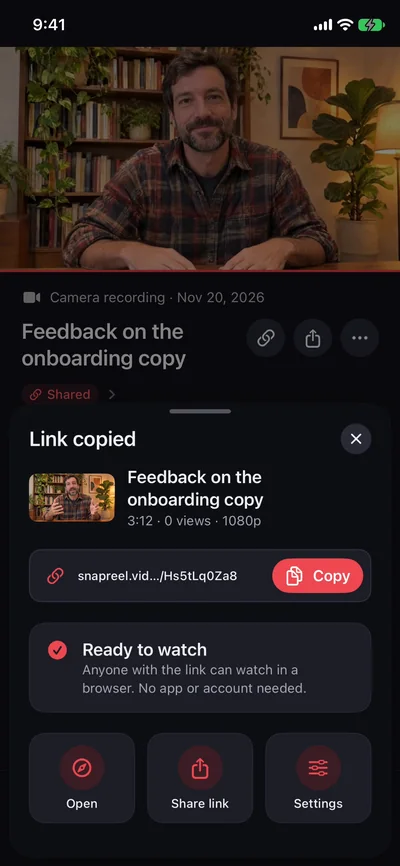 9:41
Camera recording · Nov 20, 2026
Feedback on the
onboarding copy
Shared
Link copied
Feedback on the
onboarding copy
3:12 · 0 views · 1080p
snapreel.vid.../Hs5tLq0Za8
Copy
Ready to watch
Anyone with the link can watch in a
browser. No app or account needed.
Open
Share link
Settings